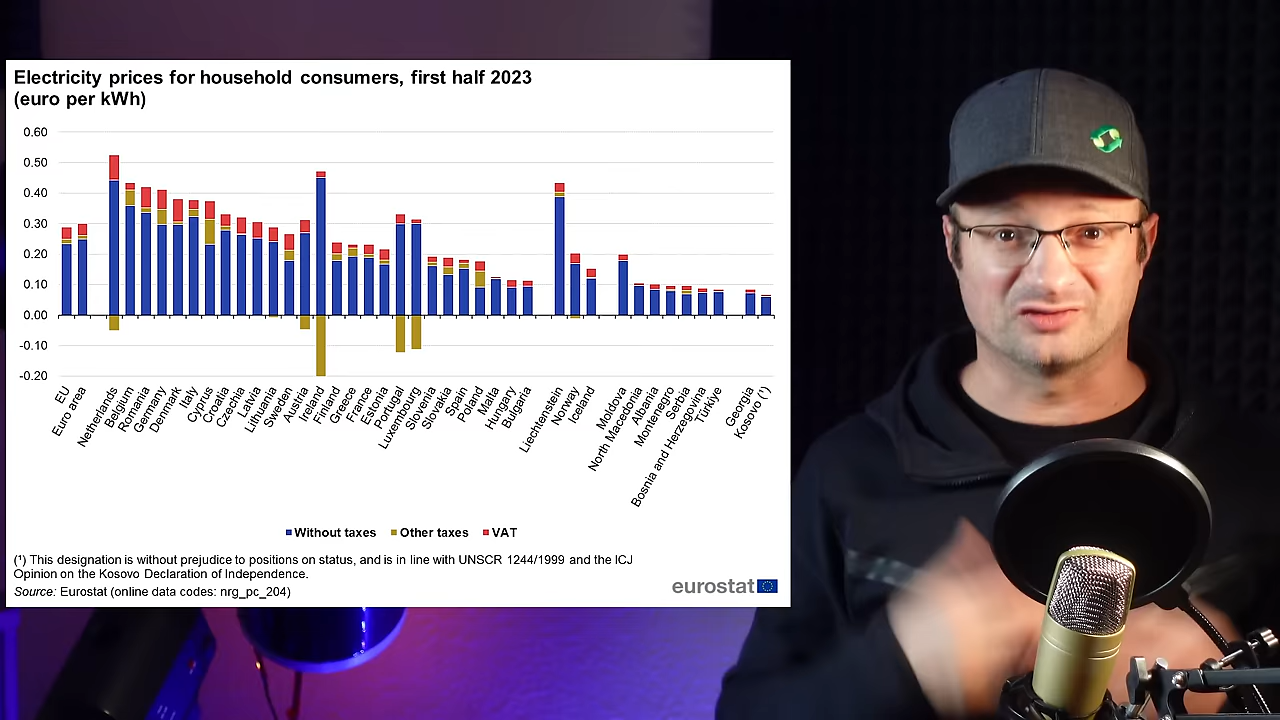 Electricity prices for household consumers, first half 2023
(euro per kWh)
0.60
0.50
0.40
0.30
0.20
0.10
0.00
-0.10
-0.20
EU
Euro area
Netherlands
Belgium
Romania
Germany
Denmark
Italy
Cyprus
Croatia
Czechia
Latvia
Lithuania
Sweden
Austria
Ireland
Finland
Greece
France
Estonia
Portugal
Luxembourg
Slovenia
Slovakia
Spain
Poland
Malta
Hungary
Bulgaria
Liechtenstein
Norway
Iceland
Moldova
North Macedonia
Albania
Montenegro
Serbia
Bosnia and Herzegovina
Türkiye
Georgia
Kosovo (¹)
Without taxes
Other taxes
VAT
(¹) This designation is without prejudice to positions on status, and is in line with UNSCR 1244/1999 and the ICJ
Opinion on the Kosovo Declaration of Independence.
Source: Eurostat (online data codes: nrg_pc_204)
eurostat